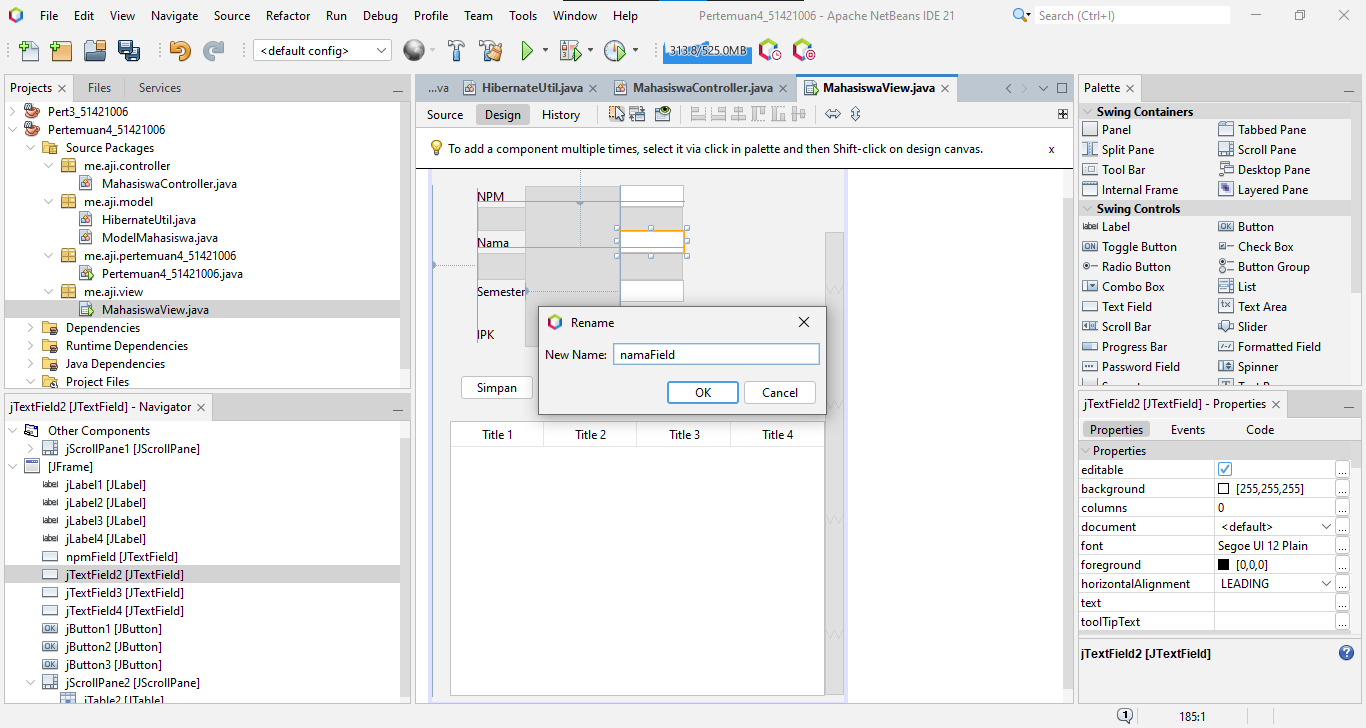 File Edit View Navigate Source Refactor Run Debug Profile Team Tools Window Help Pertemuan4_51421006 - Apache NetBeans IDE 21 Search (Ctrl+I)
<default config> 313.8/525.0MB
Projects Files Services
Pert3_51421006
Pertemuan4_51421006
Source Packages
me.aji.controller
MahasiswaController.java
me.aji.model
HibernateUtil.java
ModelMahasiswa.java
me.aji.pertemuan4_51421006
Pertemuan4_51421006.java
me.aji.view
MahasiswaView.java
Dependencies
Runtime Dependencies
Java Dependencies
Project Files
jTextField2 [JTextField] - Navigator
Other Components
jScrollPane1 [JScrollPane]
[JFrame]
jLabel1 [JLabel]
jLabel2 [JLabel]
jLabel3 [JLabel]
jLabel4 [JLabel]
npmField [JTextField]
jTextField2 [JTextField]
jTextField3 [JTextField]
jTextField4 [JTextField]
jButton1 [JButton]
jButton2 [JButton]
jButton3 [JButton]
jScrollPane2 [JScrollPane]
jTable2 [JTable]
...va HibernateUtil.java MahasiswaController.java MahasiswaView.java
Source Design History
To add a component multiple times, select it via click in palette and then Shift-click on design canvas. x
NPM
Nama
Semester
IPK
Simpan
Title 1 Title 2 Title 3 Title 4
Rename
New Name: namaField
OK Cancel
Palette
Swing Containers
Panel Tabbed Pane
Split Pane Scroll Pane
Tool Bar Desktop Pane
Internal Frame Layered Pane
Swing Controls
Label Button
Toggle Button Check Box
Radio Button Button Group
Combo Box List
Text Field Text Area
Scroll Bar Slider
Progress Bar Formatted Field
Password Field Spinner
jTextField2 [JTextField] - Properties
Properties Events Code
Properties
editable ...
background [255,255,255] ...
columns 0 ...
document <default> ...
font Segoe UI 12 Plain ...
foreground [0,0,0] ...
horizontalAlignment LEADING ...
text ...
toolTipText ...
jTextField2 [JTextField]
1 185:1